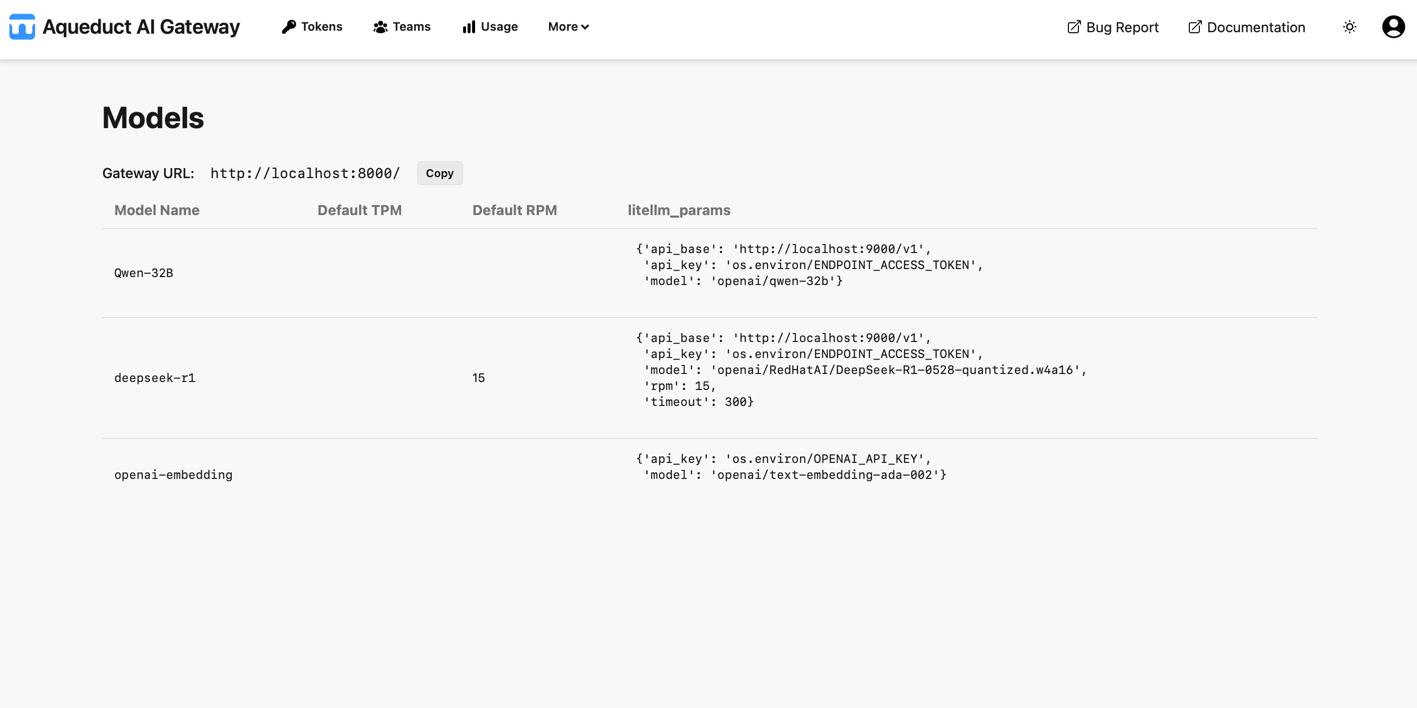 Aqueduct AI Gateway
Tokens
Teams
Usage
More
Bug Report
Documentation
Models
Gateway URL: http://localhost:8000/ Copy
Model Name Default TPM Default RPM litellm_params
Qwen-32B
{'api_base': 'http://localhost:9000/v1',
'api_key': 'os.environ/ENDPOINT_ACCESS_TOKEN',
'model': 'openai/qwen-32b'}
deepseek-r1 15
{'api_base': 'http://localhost:9000/v1',
'api_key': 'os.environ/ENDPOINT_ACCESS_TOKEN',
'model': 'openai/RedHatAI/DeepSeek-R1-0528-quantized.w4a16',
'rpm': 15,
'timeout': 300}
openai-embedding
{'api_key': 'os.environ/OPENAI_API_KEY',
'model': 'openai/text-embedding-ada-002'}